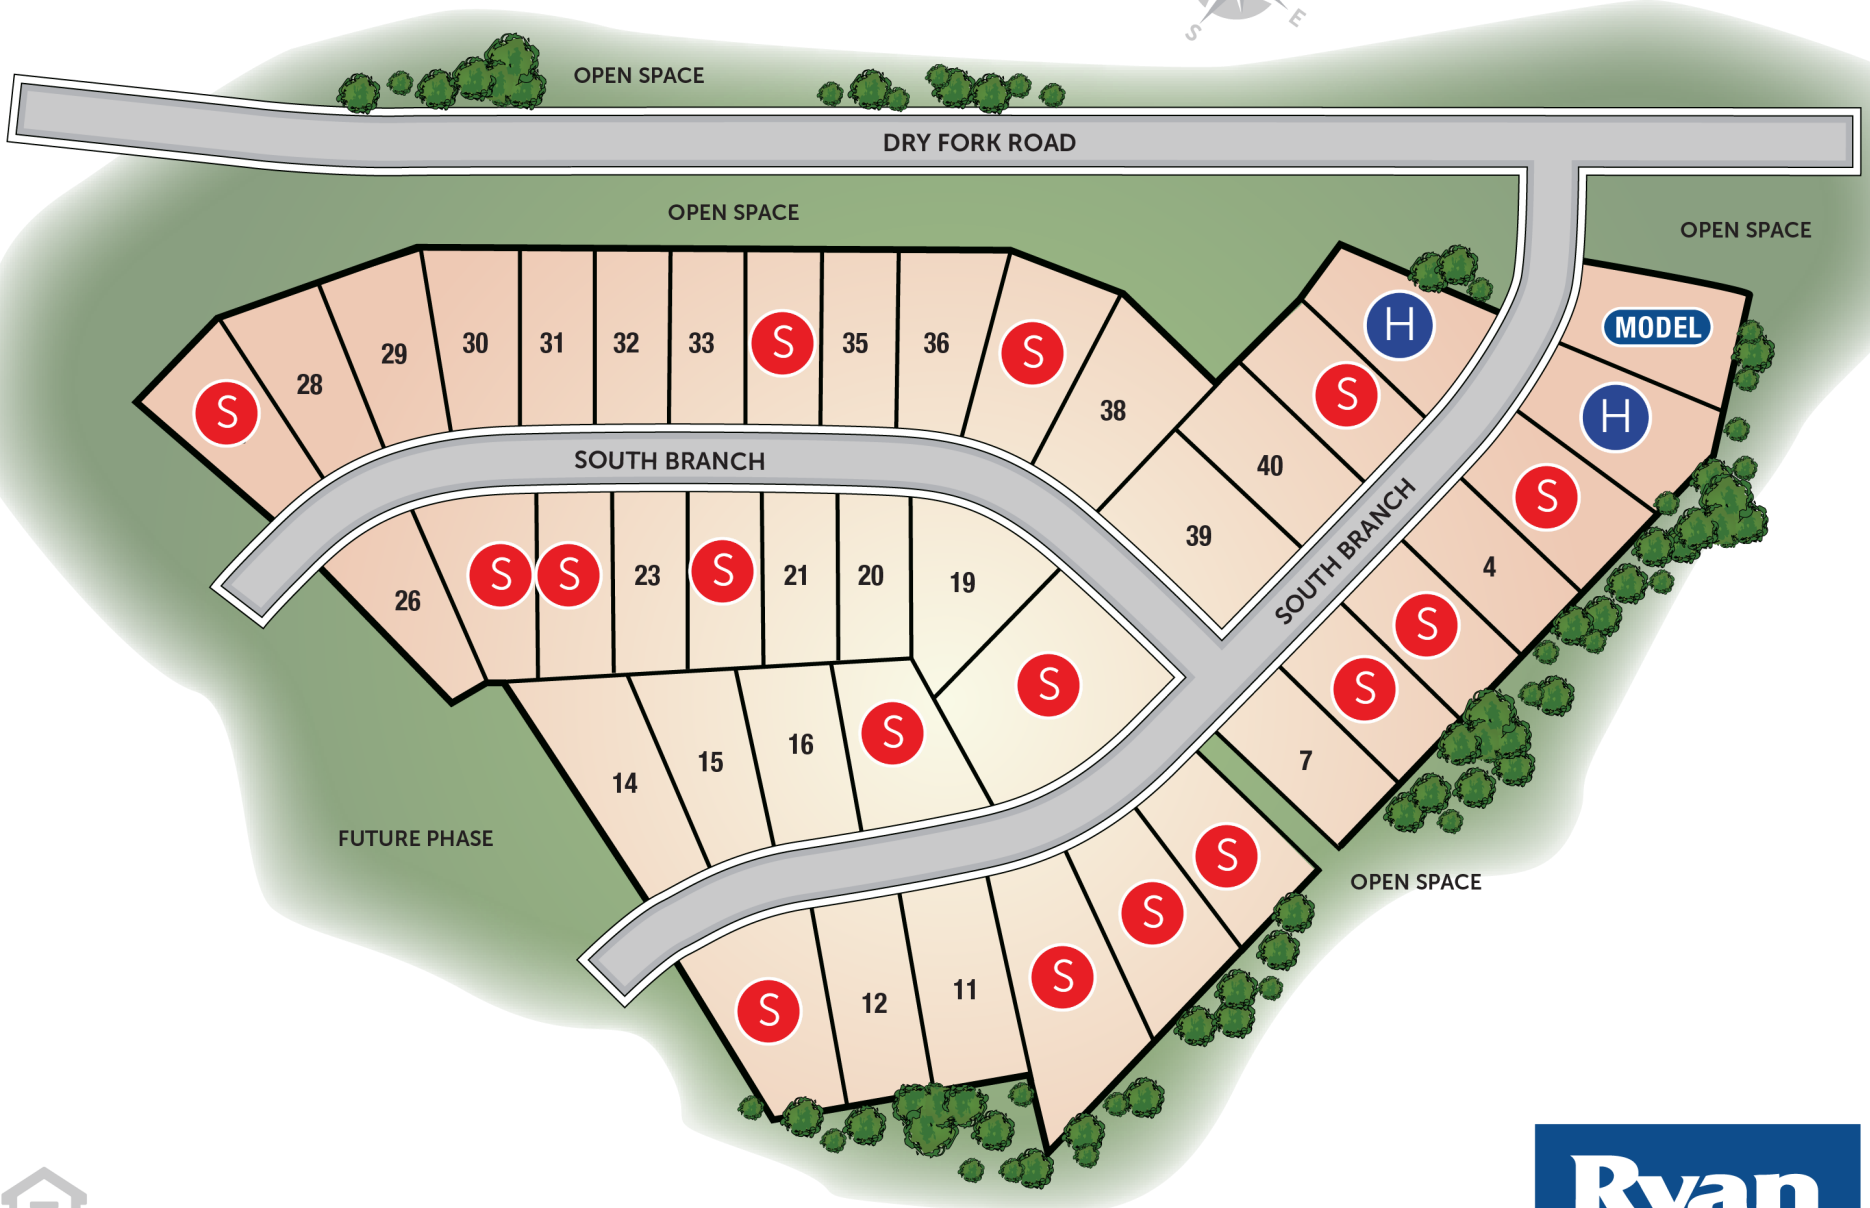 S
E
OPEN SPACE
DRY FORK ROAD
OPEN SPACE
OPEN SPACE
H
MODEL
S
28
29
30
31
32
33
S
35
36
S
38
S
H
40
S
39
4
SOUTH BRANCH
SOUTH BRANCH
26
S
S
23
S
21
20
19
S
S
S
7
14
15
16
S
FUTURE PHASE
S
S
S
OPEN SPACE
S
12
11
Ryan